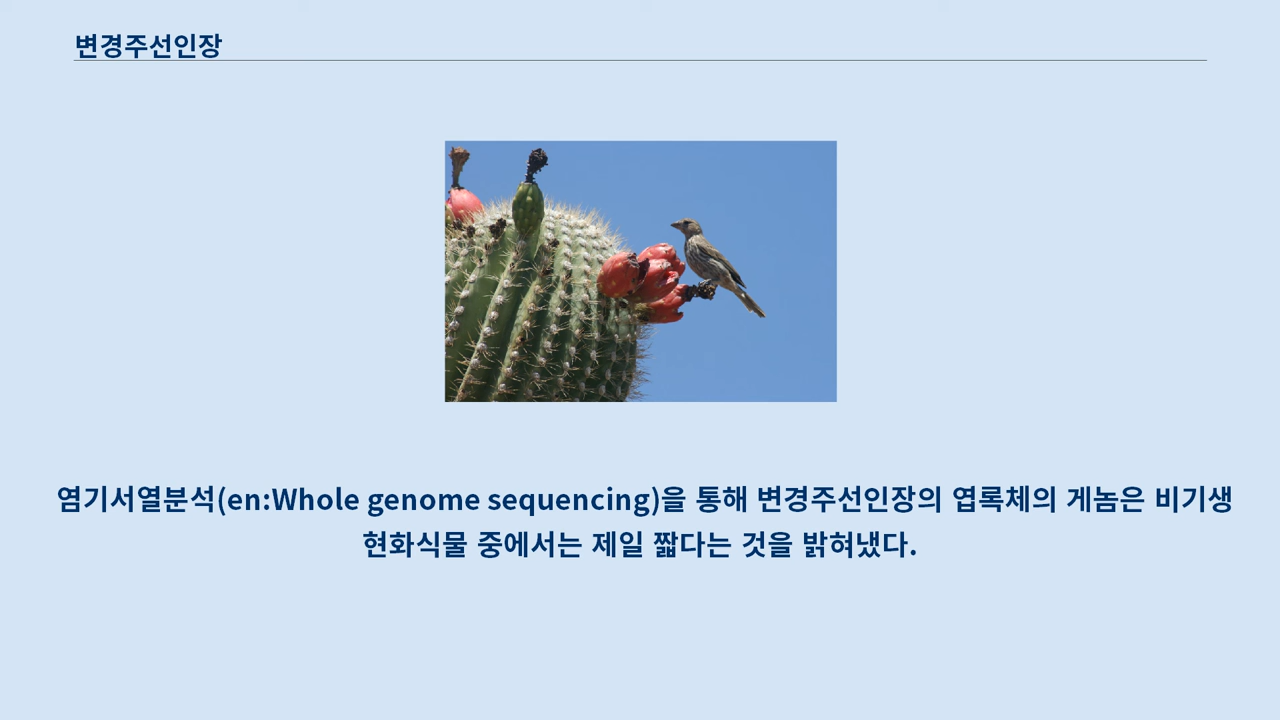 변경주선인장
염기서열분석(en:Whole genome sequencing)을 통해 변경주선인장의 엽록체의 게놈은 비기생
현화식물 중에서는 제일 짧다는 것을 밝혀냈다.